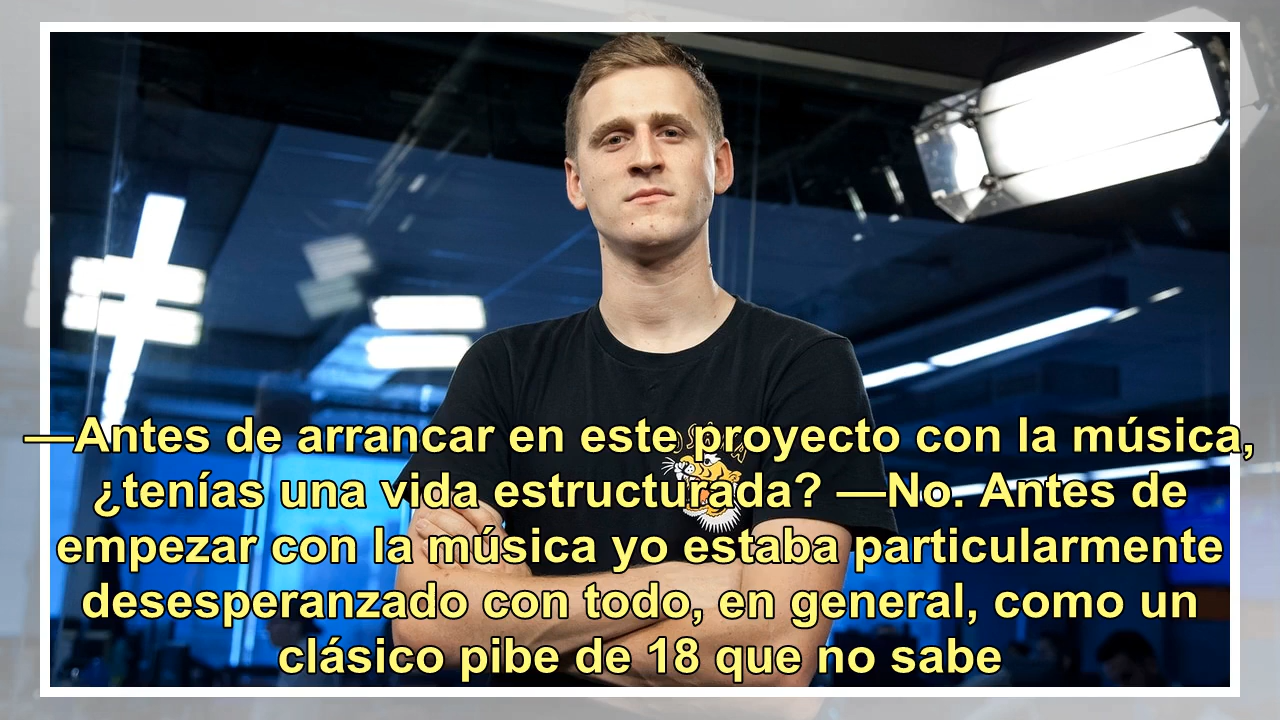 —Antes de arrancar en este proyecto con la música,
¿tenías una vida estructurada? —No. Antes de
empezar con la música yo estaba particularmente
desesperanzado con todo, en general, como un
clásico pibe de 18 que no sabe